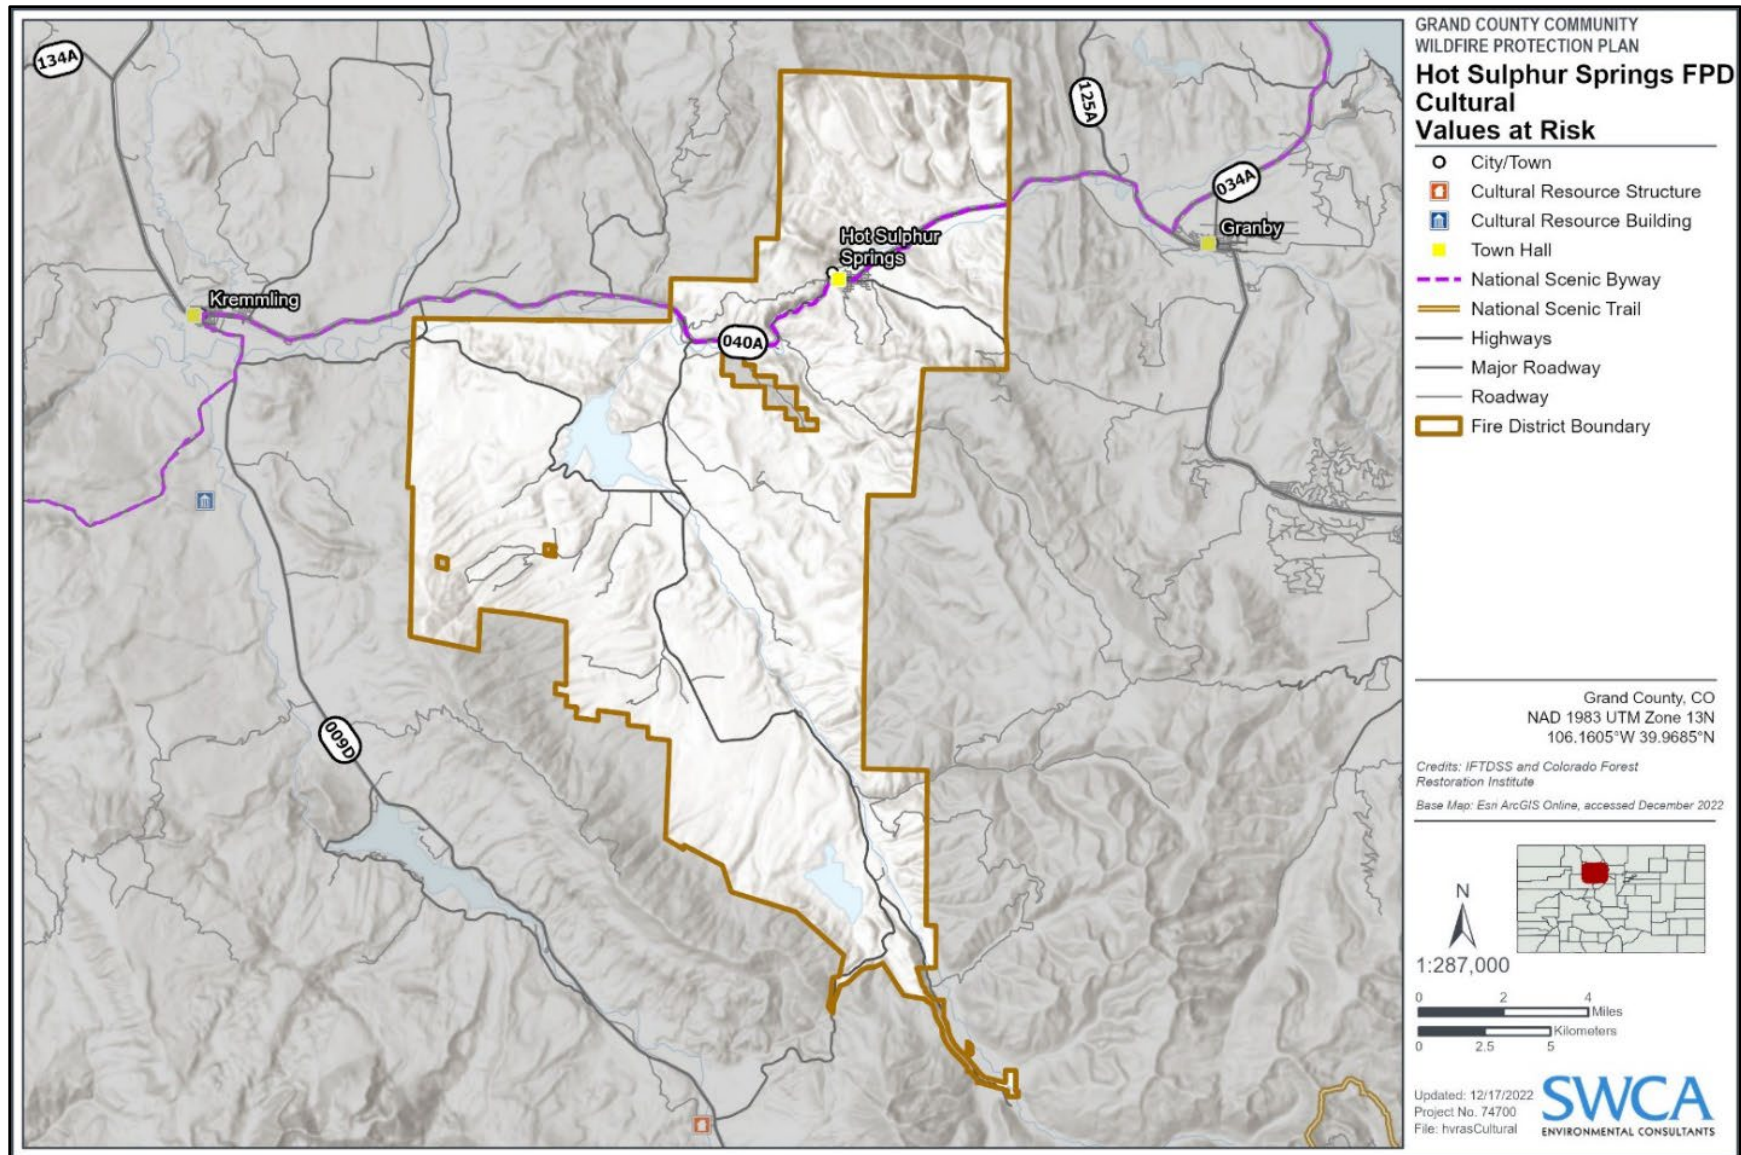 134A
125A
034A
Hot Sulphur
Springs
Granby
Kremmling
040A
009D
GRAND COUNTY COMMUNITY
WILDFIRE PROTECTION PLAN
Hot Sulphur Springs FPD
Cultural
Values at Risk
City/Town
Cultural Resource Structure
Cultural Resource Building
Town Hall
National Scenic Byway
National Scenic Trail
Highways
Major Roadway
Roadway
Fire District Boundary
Grand County, CO
NAD 1983 UTM Zone 13N
106.1605°W 39.9685°N
Credits: IFTDSS and Colorado Forest
Restoration Institute
Base Map: Esri ArcGIS Online, accessed December 2022
N
1:287,000
0 2 4
Miles
Kilometers
0 2.5 5
Updated: 12/17/2022
Project No. 74700
File: hvrasCultural
SWCA
ENVIRONMENTAL CONSULTANTS